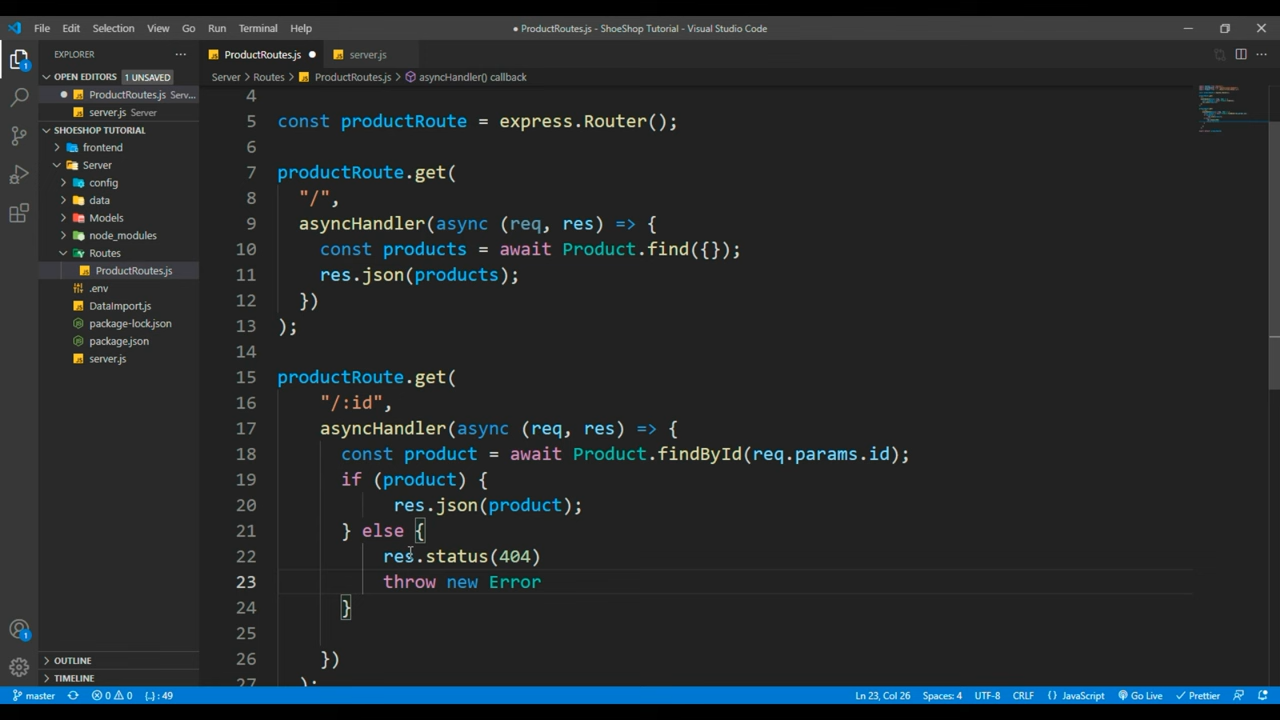 File Edit Selection View Go Run Terminal Help ● ProductRoutes.js - ShoeShop Tutorial - Visual Studio Code
EXPLORER
ProductRoutes.js
server.js
OPEN EDITORS 1 UNSAVED
Server > Routes > ProductRoutes.js > asyncHandler() callback
ProductRoutes.js Serv...
server.js Server
SHOESHOP TUTORIAL
frontend
Server
config
data
Models
node_modules
Routes
ProductRoutes.js
.env
DataImport.js
package-lock.json
package.json
server.js
OUTLINE
TIMELINE
4
5 const productRoute = express.Router();
6
7 productRoute.get(
8 "/",
9 asyncHandler(async (req, res) => {
10 const products = await Product.find({});
11 res.json(products);
12 })
13 );
14
15 productRoute.get(
16 "/:id",
17 asyncHandler(async (req, res) => {
18 const product = await Product.findById(req.params.id);
19 if (product) {
20 res.json(product);
21 } else {
22 res.status(404)
23 throw new Error
24 }
25
26 })
27 );
1
1
master 0 0 {..} : 49 Ln 23, Col 26 Spaces: 4 UTF-8 CRLF {} JavaScript Go Live Prettier